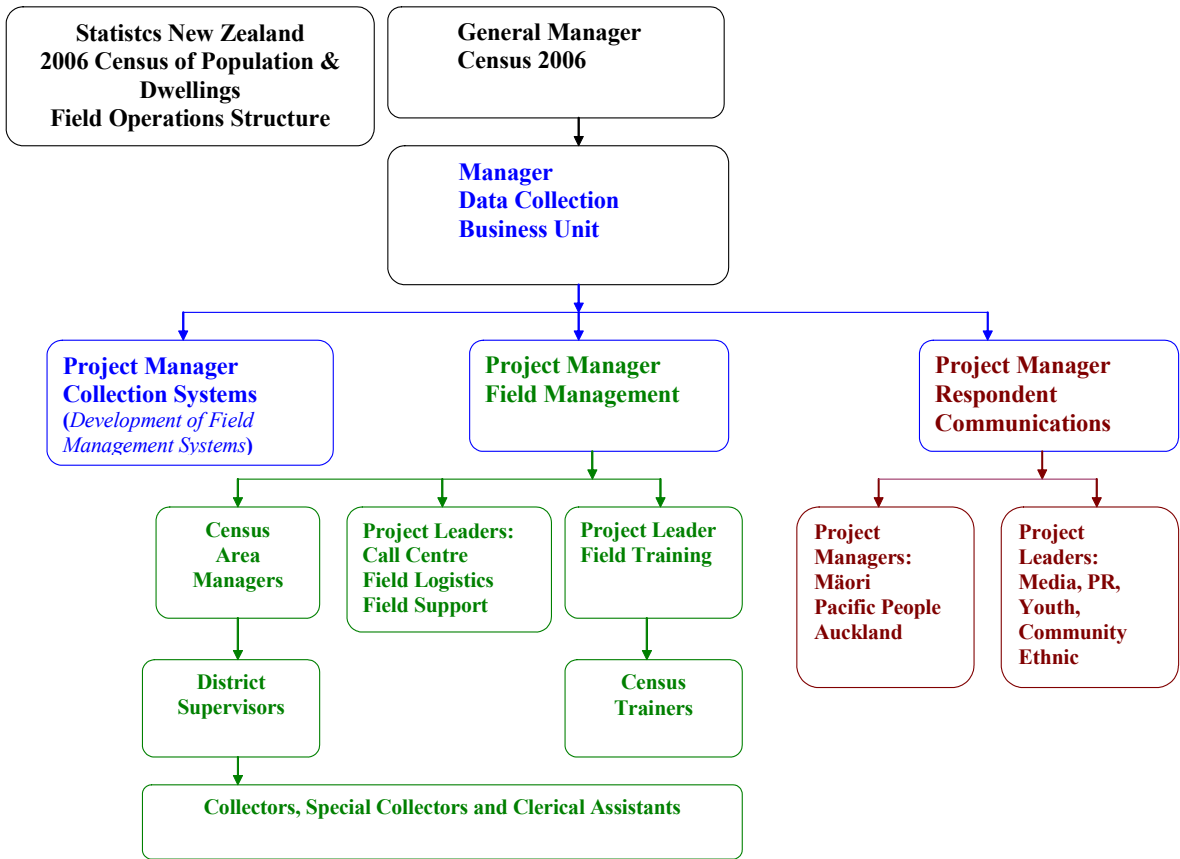 Statistcs New Zealand
2006 Census of Population &
Dwellings
Field Operations Structure
General Manager
Census 2006
Manager
Data Collection
Business Unit
Project Manager
Collection Systems
(Development of Field
Management Systems)
Project Manager
Field Management
Project Manager
Respondent
Communications
Census
Area
Managers
Project Leaders:
Call Centre
Field Logistics
Field Support
Project Leader
Field Training
Project
Managers:
Mäori
Pacific People
Auckland
Project
Leaders:
Media, PR,
Youth,
Community
Ethnic
District
Supervisors
Census
Trainers
Collectors, Special Collectors and Clerical Assistants